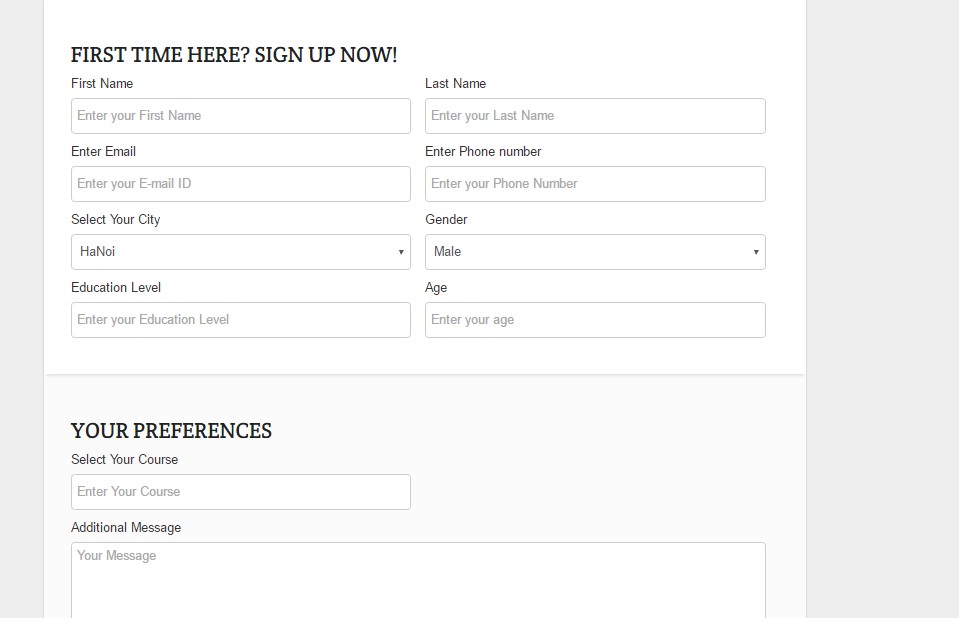 FIRST TIME HERE? SIGN UP NOW!
First Name Last Name
Enter your First Name Enter your Last Name
Enter Email Enter Phone number
Enter your E-mail ID Enter your Phone Number
Select Your City Gender
HaNoi Male
Education Level Age
Enter your Education Level Enter your age
YOUR PREFERENCES
Select Your Course
Enter Your Course
Additional Message
Your Message